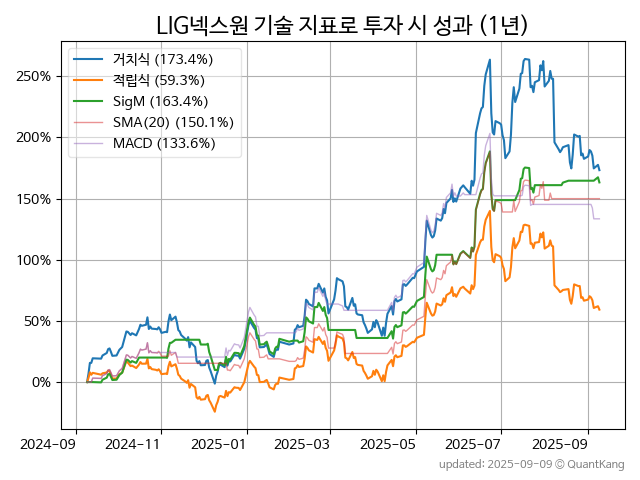 LIG넥스원 기술 지표로 투자 시 성과 (1년)
거치식 (173.4%)
적립식 (59.3%)
SigM (163.4%)
SMA(20) (150.1%)
MACD (133.6%)
250%
200%
150%
100%
50%
0%
2024-09 2024-11 2025-01 2025-03 2025-05 2025-07 2025-09
updated: 2025-09-09 © QuantKang